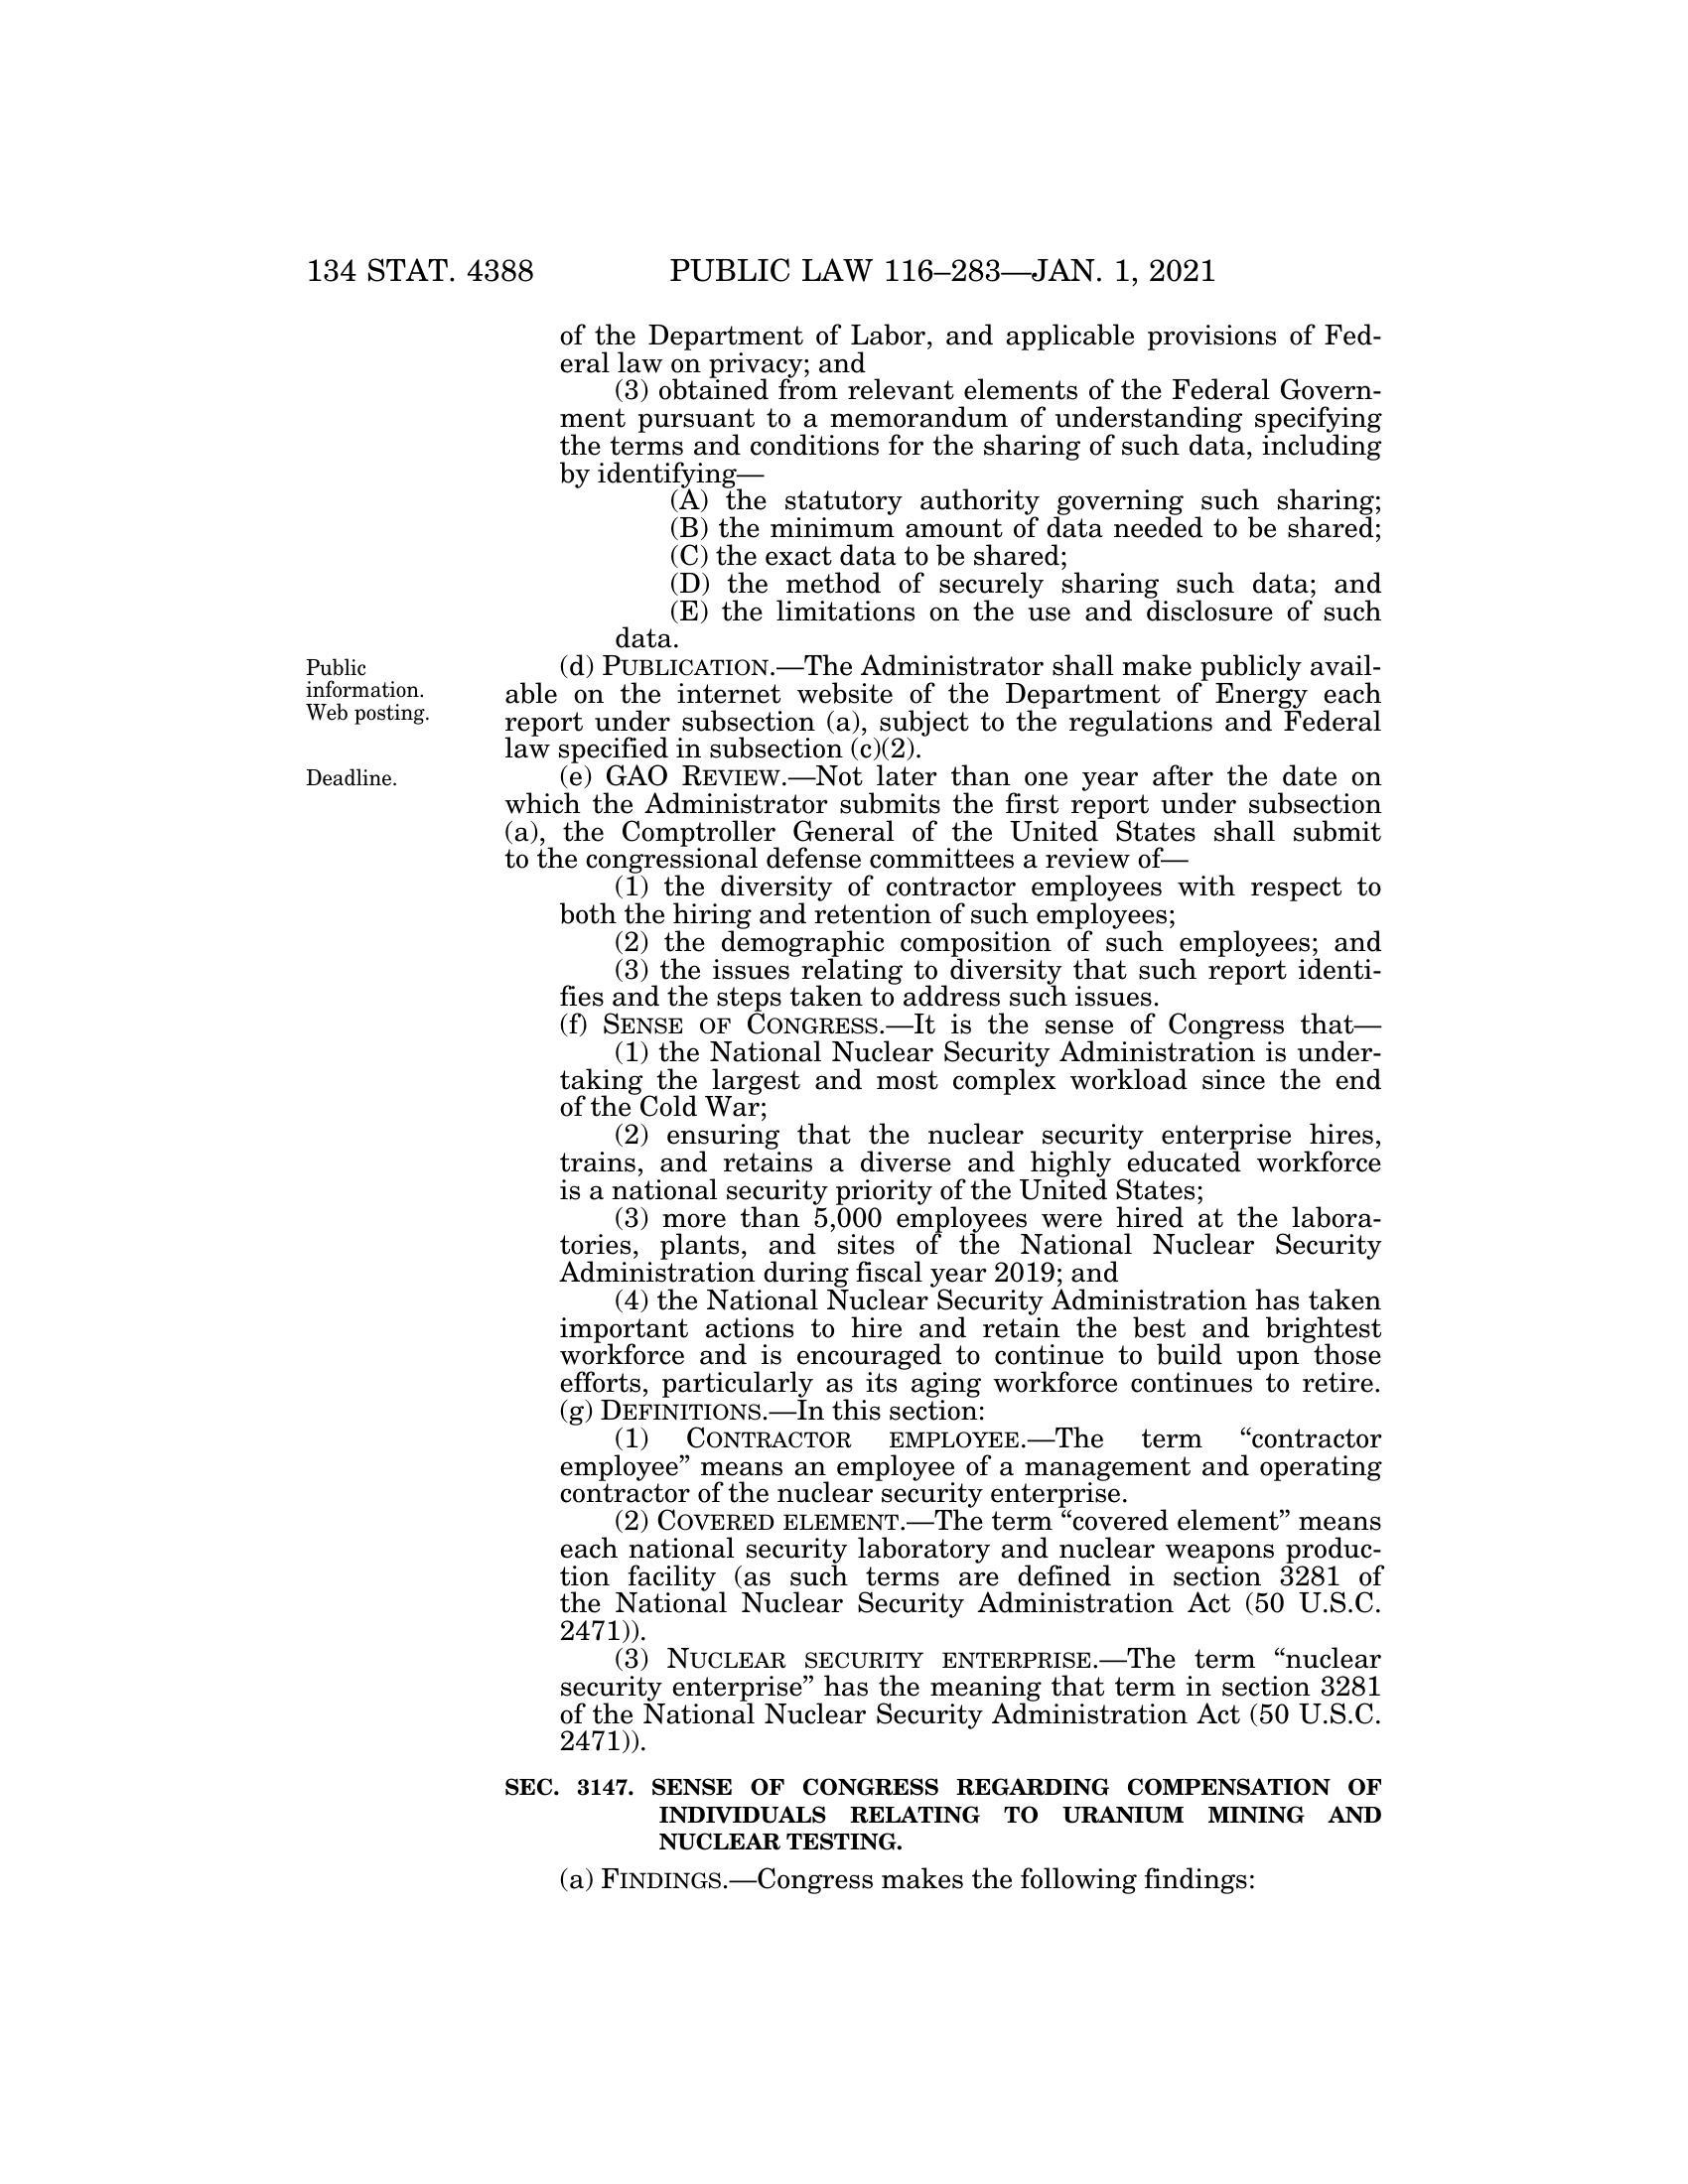 134 STAT. 4388
PUBLIC LAW 116–283—JAN. 1, 2021
of the Department of Labor, and applicable provisions of Fed-
eral law on privacy; and
(3) obtained from relevant elements of the Federal Govern-
ment pursuant to a memorandum of understanding specifying
the terms and conditions for the sharing of such data, including
by identifying—
(A) the statutory authority governing such sharing;
(B) the minimum amount of data needed to be shared;
(C) the exact data to be shared;
(D) the method of securely sharing such data; and
(E) the limitations on the use and disclosure of such
data.
Public
information.
Web posting.
(d) PUBLICATION.—The Administrator shall make publicly avail-
able on the internet website of the Department of Energy each
report under subsection (a), subject to the regulations and Federal
law specified in subsection (c)(2).
Deadline.
(e) GAO REVIEW.—Not later than one year after the date on
which the Administrator submits the first report under subsection
(a), the Comptroller General of the United States shall submit
to the congressional defense committees a review of—
(1) the diversity of contractor employees with respect to
both the hiring and retention of such employees;
(2) the demographic composition of such employees; and
(3) the issues relating to diversity that such report identi-
fies and the steps taken to address such issues.
(f) SENSE OF CONGRESS.—It is the sense of Congress that—
(1) the National Nuclear Security Administration is under-
taking the largest and most complex workload since the end
of the Cold War;
(2) ensuring that the nuclear security enterprise hires,
trains, and retains a diverse and highly educated workforce
is a national security priority of the United States;
(3) more than 5,000 employees were hired at the labora-
tories, plants, and sites of the National Nuclear Security
Administration during fiscal year 2019; and
(4) the National Nuclear Security Administration has taken
important actions to hire and retain the best and brightest
workforce and is encouraged to continue to build upon those
efforts, particularly as its aging workforce continues to retire.
(g) DEFINITIONS.—In this section:
(1) CONTRACTOR EMPLOYEE.—The term “contractor
employee” means an employee of a management and operating
contractor of the nuclear security enterprise.
(2) COVERED ELEMENT.—The term “covered element” means
each national security laboratory and nuclear weapons produc-
tion facility (as such terms are defined in section 3281 of
the National Nuclear Security Administration Act (50 U.S.C.
2471)).
(3) NUCLEAR SECURITY ENTERPRISE.—The term “nuclear
security enterprise” has the meaning that term in section 3281
of the National Nuclear Security Administration Act (50 U.S.C.
2471)).
SEC. 3147. SENSE OF CONGRESS REGARDING COMPENSATION OF
INDIVIDUALS RELATING TO URANIUM MINING AND
NUCLEAR TESTING.
(a) FINDINGS.—Congress makes the following findings: